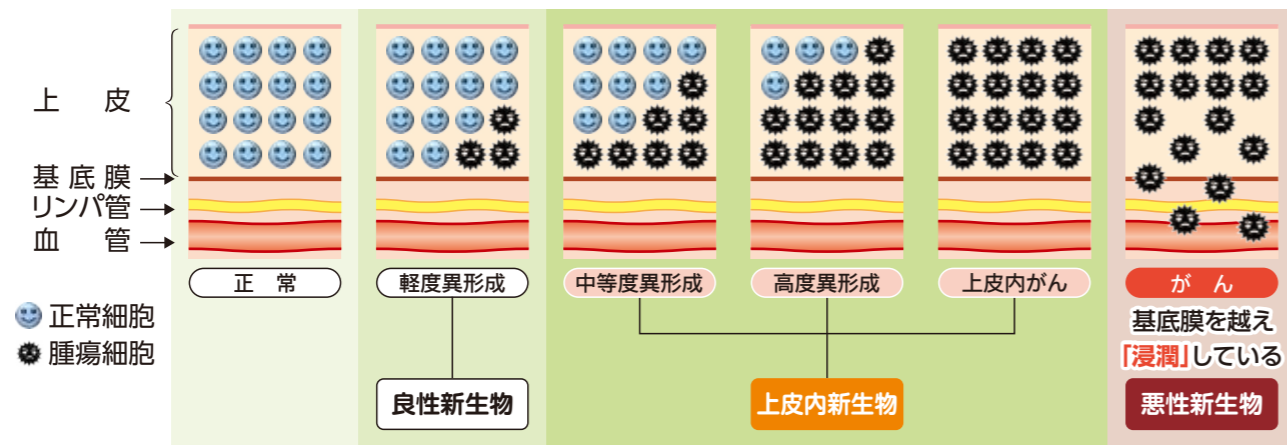 上　皮
基底膜
リンパ管
血　管
正　常
軽度異形成
中等度異形成
高度異形成
上皮内がん
が　ん
正常細胞
腫瘍細胞
基底膜を越え
「浸潤」している
良性新生物
上皮内新生物
悪性新生物